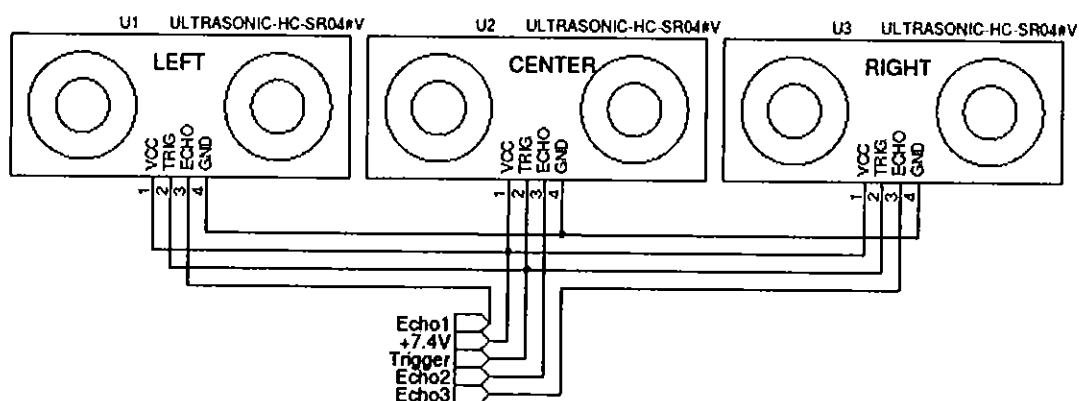 U1 ULTRASONIC-HC-SR04#V
U2 ULTRASONIC-HC-SR04#V
U3 ULTRASONIC-HC-SR04#V
LEFT
CENTER
RIGHT
VCC
TRIG
ECHO
GND
1
2
3
4
VCC
TRIG
ECHO
GND
1
2
3
4
VCC
TRIG
ECHO
GND
1
2
3
4
Echo1
+7.4V
Trigger
Echo2
Echo3